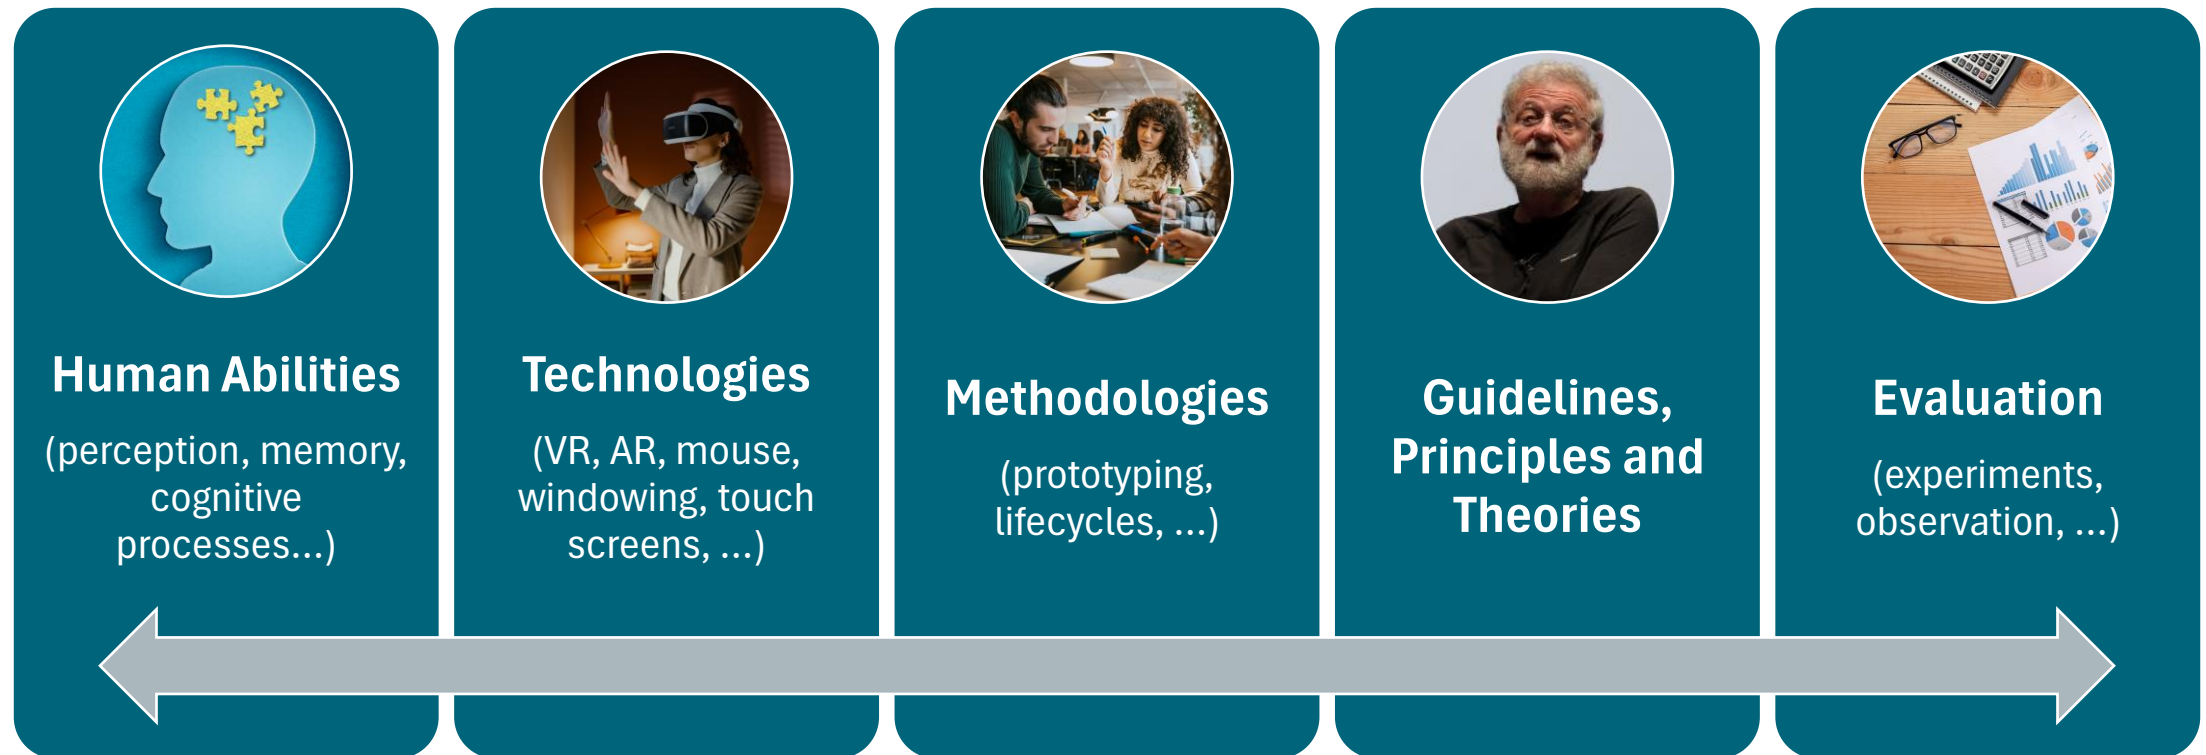 Human Abilities
(perception, memory,
cognitive
processes...)
Technologies
(VR, AR, mouse,
windowing, touch
screens, ...)
Methodologies
(prototyping,
lifecycles, ...)
Guidelines,
Principles and
Theories
Evaluation
(experiments,
observation, ...)